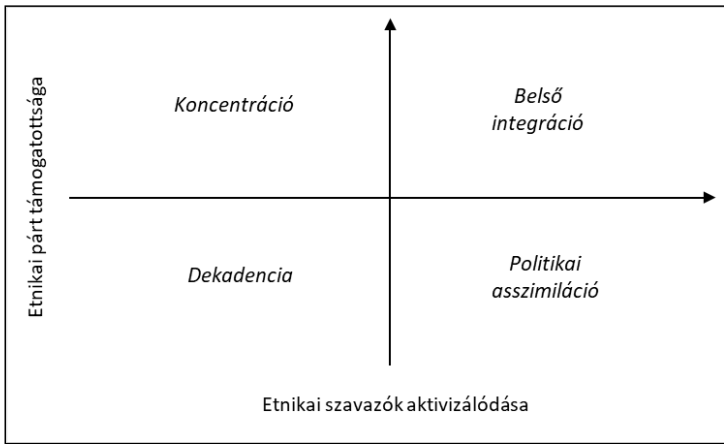 Etnikai párt támogatottsága
Koncentráció
Belső
integráció
Dekadencia
Politikai
asszimiláció
Etnikai szavazók aktivizálódása